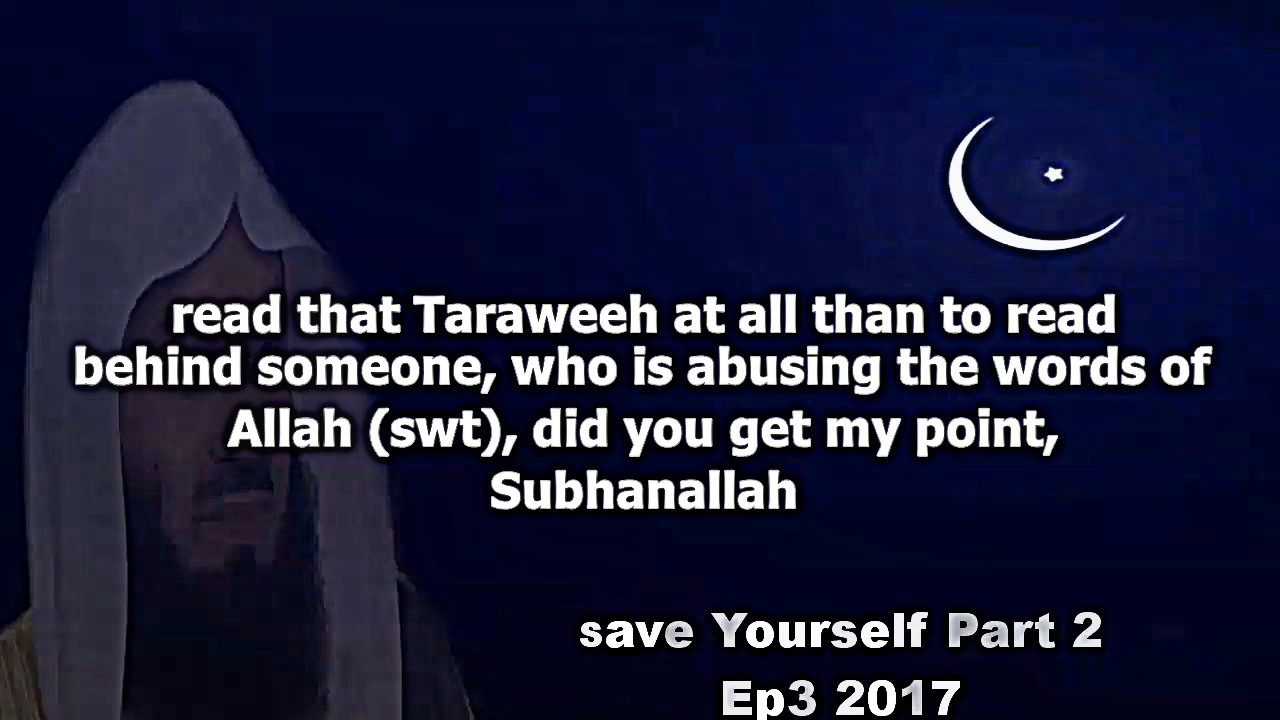 read that Taraweeh at all than to read
behind someone, who is abusing the words of
Allah (swt), did you get my point,
Subhanallah
save Yourself Part 2
Ep3 2017